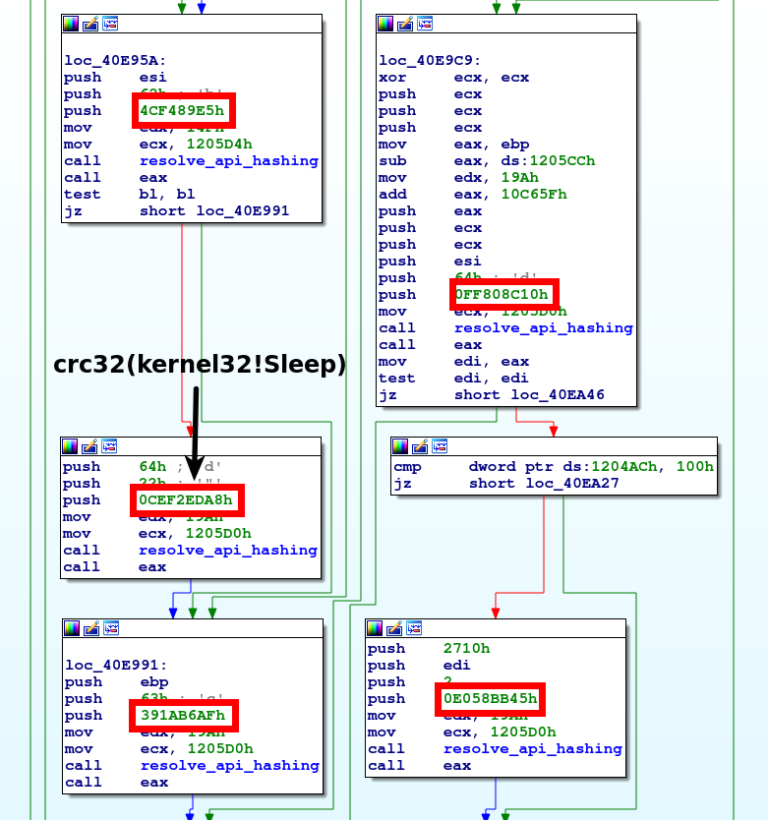 loc_40E95A:
push esi
push
push 4CF489E5h
mov
mov ecx, 1205D4h
call resolve_api_hashing
call eax
test bl, bl
jz short loc_40E991
loc_40E9C9:
xor ecx, ecx
push ecx
push ecx
push ecx
mov eax, ebp
sub eax, ds:1205CCh
mov edx, 19Ah
add eax, 10C65Fh
push eax
push ecx
push ecx
push esi
push 64h ; 'd'
push 0FF808C10h
mov ecx, 1205D0h
call resolve_api_hashing
call eax
mov edi, eax
test edi, edi
jz short loc_40EA46
crc32(kernel32!Sleep)
push 64h ; 'd'
push 22h ; '"'
push 0CEF2EDA8h
mov edx, 19Ah
mov ecx, 1205D0h
call resolve_api_hashing
call eax
cmp dword ptr ds:1204ACh, 100h
jz short loc_40EA27
loc_40E991:
push ebp
push 63h ; 'c'
push 391AB6AFh
mov edx, 19Ah
mov ecx, 1205D0h
call resolve_api_hashing
call eax
push 2710h
push edi
push
push 0E058BB45h
mov edx, 19Ah
mov ecx, 1205D0h
call resolve_api_hashing
call eax